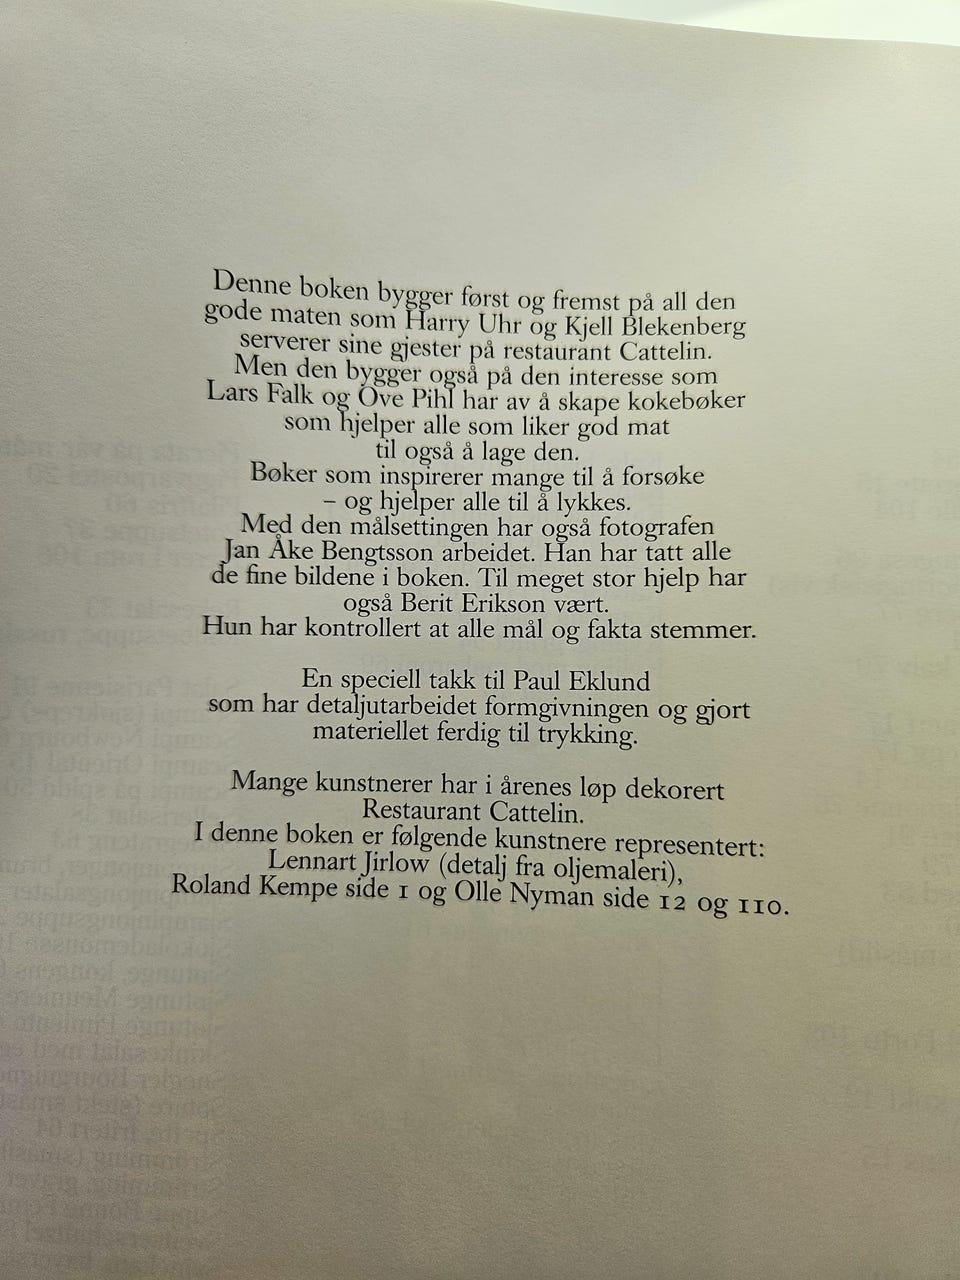 Denne boken bygger først og fremst på all den
gode maten som Harry Uhr og Kjell Blekenberg
serverer sine gjester på restaurant Cattelin.
Men den bygger også på den interesse som
Lars Falk og Ove Pihl har av å skape kokebøker
som hjelper alle som liker god mat
til også å lage den.
Bøker som inspirerer mange til å forsøke
– og hjelper alle til å lykkes.
Med den målsettingen har også fotografen
Jan Åke Bengtsson arbeidet. Han har tatt alle
de fine bildene i boken. Til meget stor hjelp har
også Berit Erikson vært.
Hun har kontrollert at alle mål og fakta stemmer.
En speciell takk til Paul Eklund
som har detaljutarbeidet formgivningen og gjort
materiellet ferdig til trykking.
Mange kunstnerer har i årenes løp dekorert
Restaurant Cattelin.
I denne boken er følgende kunstnere representert:
Lennart Jirlow (detalj fra oljemaleri),
Roland Kempe side 1 og Olle Nyman side 12 og 110.